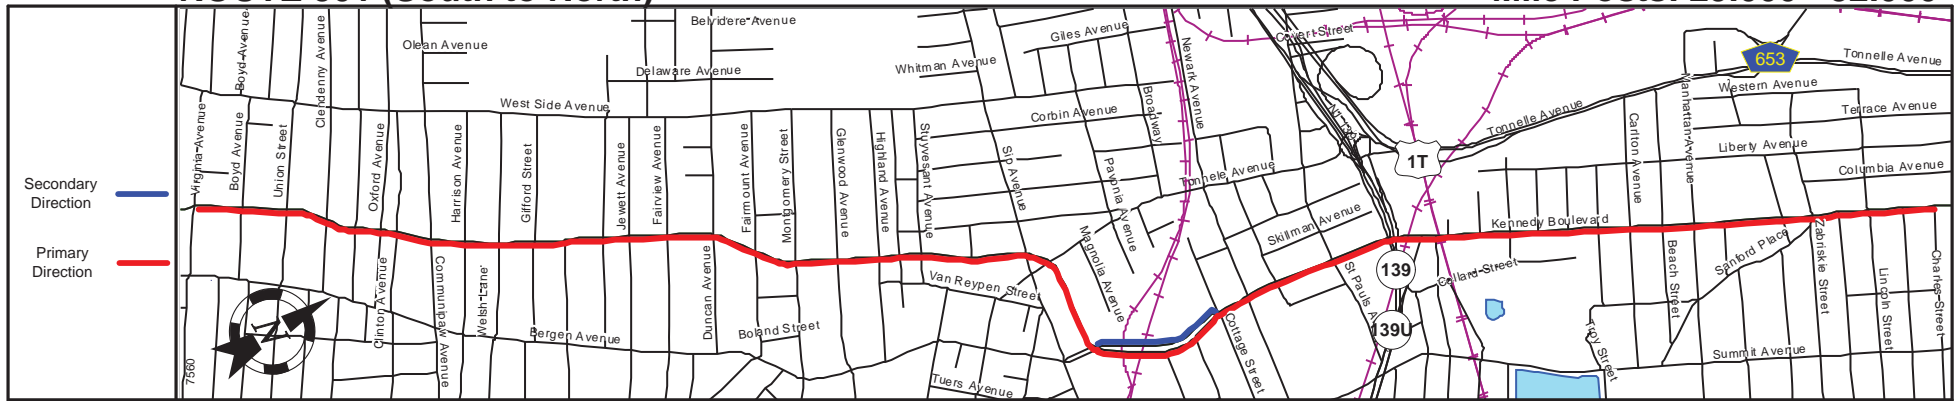 Secondary
Direction
Primary
Direction
Boyd Avenue
Clendenny Avenue
Olean Avenue
Belvidere Avenue
Delaware Avenue
West Side Avenue
Whitman Avenue
Giles Avenue
Corbin Avenue
Broadway
Newark Avenue
Covert Street
1T
Tonnelle Avenue
653
Tonnelle Avenue
Manhattan Avenue
Western Avenue
Terrace Avenue
Liberty Avenue
Columbia Avenue
Carlton Avenue
Virginia Avenue
Boyd Avenue
Union Street
Oxford Avenue
Harrison Avenue
Gifford Street
Jewett Avenue
Fairview Avenue
Fairmount Avenue
Montgomery Street
Glenwood Avenue
Highland Avenue
Stuyvesant Avenue
Sip Avenue
Pavonia Avenue
Tonnele Avenue
Magnolia Avenue
Skillman Avenue
Kennedy Boulevard
Van Reypen Street
139
139U
Collard Street
Cottage Street
Beach Street
Sanford Place
Zabriskie Street
Lincoln Street
Charles Street
Troy Street
Summit Avenue
7560
N
Clinton Avenue
Communipaw Avenue
Welsh Lane
Bergen Avenue
Duncan Avenue
Boland Street
Tuers Avenue